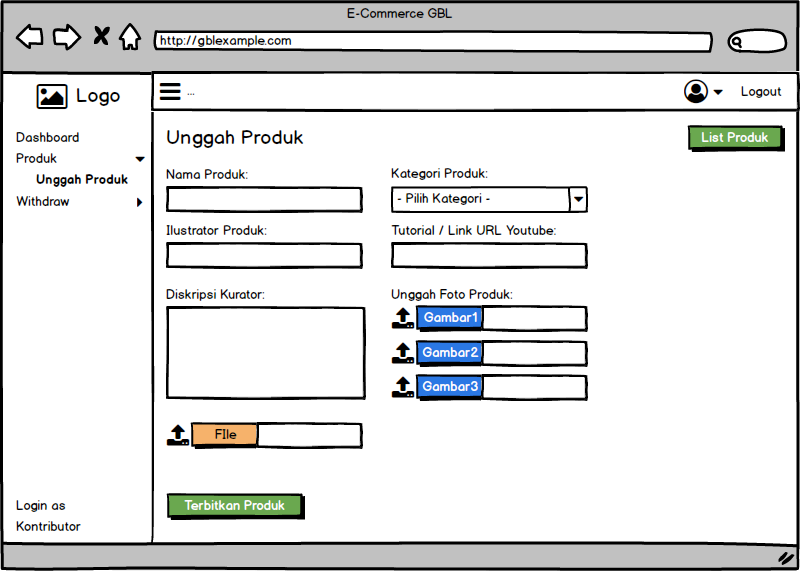 E-Commerce GBL
http://gblexample.com
Logo
...
Logout
Dashboard
Produk
Unggah Produk
Withdraw
Login as
Kontributor
Unggah Produk
List Produk
Nama Produk:
Kategori Produk:
- Pilih Kategori -
Ilustrator Produk:
Tutorial / Link URL Youtube:
Diskripsi Kurator:
Unggah Foto Produk:
Gambar1
Gambar2
Gambar3
FIle
Terbitkan Produk